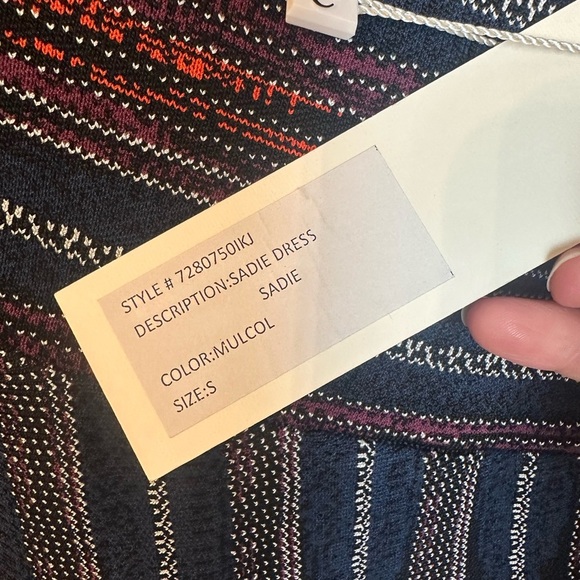 STYLE # 7280750IKJ
DESCRIPTION:SADIE DRESS
SADIE
COLOR:MULCOL
SIZE:S